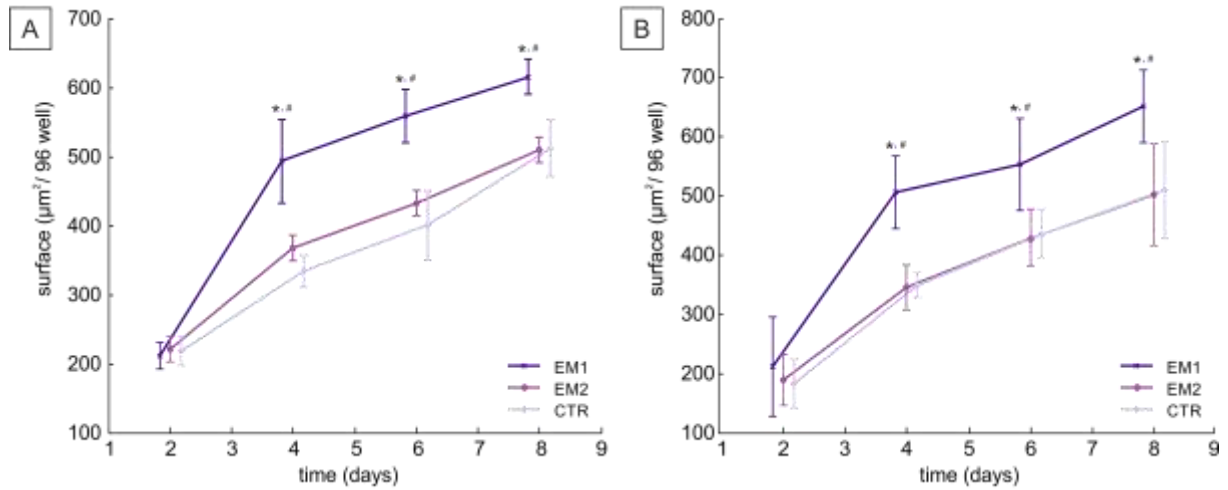 A
surface (μm²/ 96 well)
700
600
500
400
300
200
100
*,#
*,#
*,#
EM1
EM2
CTR
1 2 3 4 5 6 7 8 9
time (days)
B
surface (μm²/ 96 well)
800
700
600
500
400
300
200
100
*,#
*,#
*,#
EM1
EM2
CTR
1 2 3 4 5 6 7 8 9
time (days)